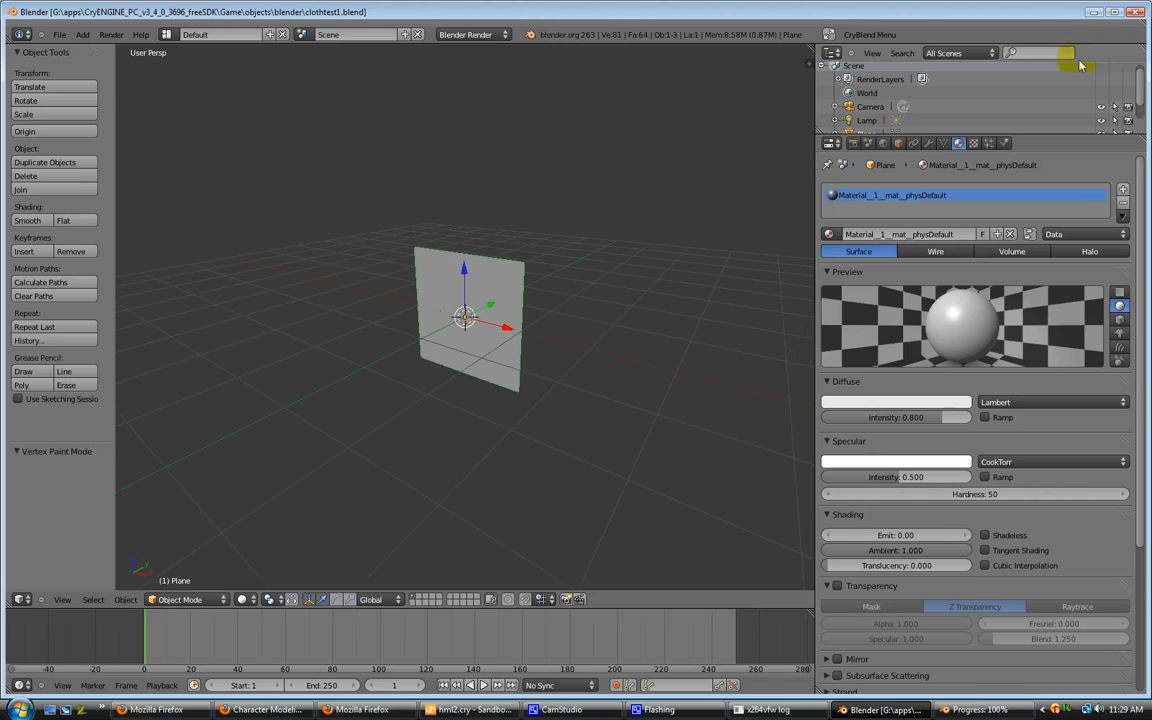 Blender [G:\apps\CryENGINE_PC_v3_4_0_3696_freeSDK\Game\objects\blender\clothtest1.blend]
File Add Render Help Default Scene Blender Render blender.org 263 | Ve:81 | Fa:64 | Ob:1-3 | La:1 | Mem:8.58M (0.87M) | Plane CryBlend Menu
Object Tools
Transform:
Translate
Rotate
Scale
Origin
Object:
Duplicate Objects
Delete
Join
Shading:
Smooth Flat
Keyframes:
Insert Remove
Motion Paths:
Calculate Paths
Clear Paths
Repeat:
Repeat Last
History...
Grease Pencil:
Draw Line
Poly Erase
Use Sketching Sessio
Vertex Paint Mode
User Persp
(1) Plane
View Select Object Object Mode Global
-40 -20 0 20 40 60 80 100 120 140 160 180 200 220 240 260 280
View Marker Frame Playback Start: 1 End: 250 1 No Sync
View Search All Scenes
Scene
RenderLayers |
World
Camera |
Lamp |
Plane Material__1__mat__physDefault
Material__1__mat__physDefault
Material__1__mat__physDefault F Data
Surface Wire Volume Halo
Preview
Diffuse
Lambert
Intensity: 0.800 Ramp
Specular
CookTorr
Intensity: 0.500 Ramp
Hardness: 50
Shading
Emit: 0.00 Shadeless
Ambient: 1.000 Tangent Shading
Translucency: 0.000 Cubic Interpolation
Transparency
Mask Z Transparency Raytrace
Alpha: 1.000 Fresnel: 0.000
Specular: 1.000 Blend: 1.250
Mirror
Subsurface Scattering
Strand
Mozilla Firefox Character Modeli... Mozilla Firefox hml2.cry - Sandbo... CamStudio Flashing x264vfw log Blender [G:\apps\... Progress: 100% 11:29 AM